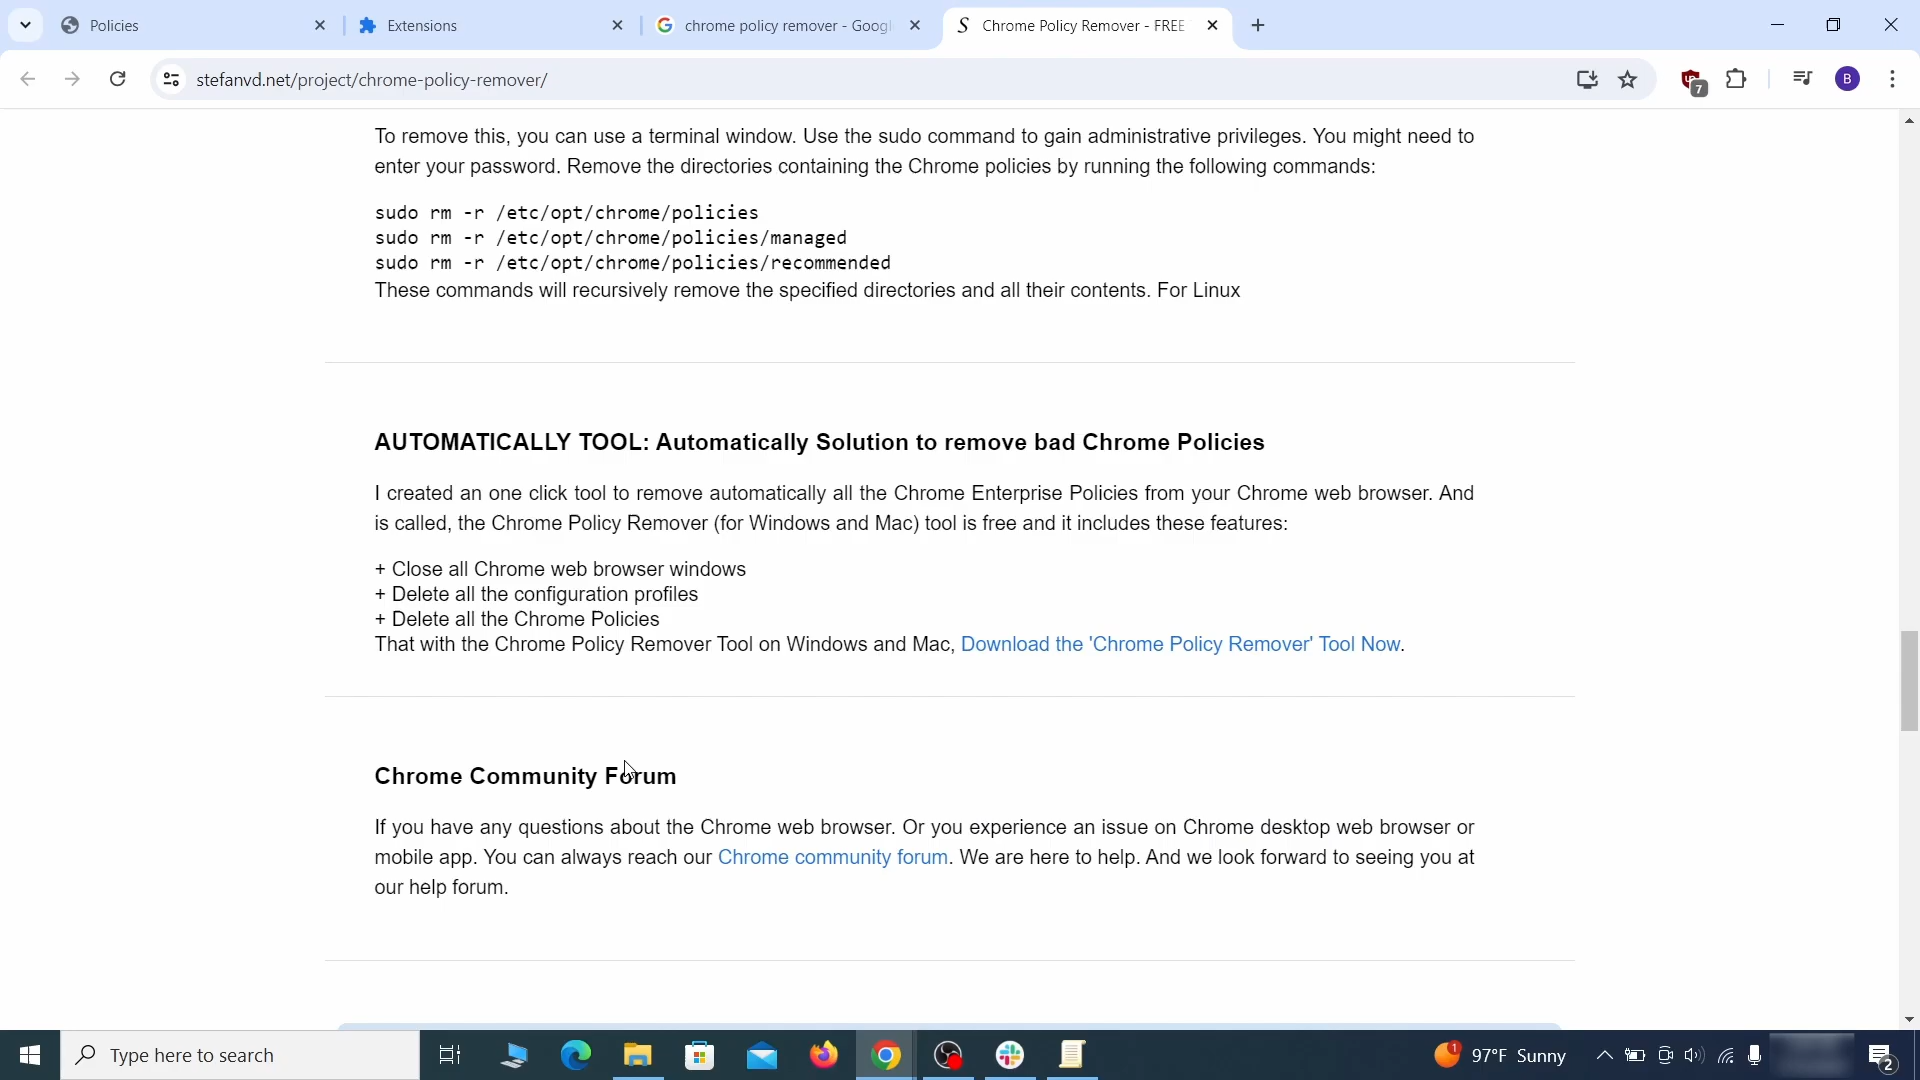 Policies
Extensions
chrome policy remover - Googl
Chrome Policy Remover - FREE
stefanvd.net/project/chrome-policy-remover/
7
B
To remove this, you can use a terminal window. Use the sudo command to gain administrative privileges. You might need to
enter your password. Remove the directories containing the Chrome policies by running the following commands:
sudo rm -r /etc/opt/chrome/policies
sudo rm -r /etc/opt/chrome/policies/managed
sudo rm -r /etc/opt/chrome/policies/recommended
These commands will recursively remove the specified directories and all their contents. For Linux
AUTOMATICALLY TOOL: Automatically Solution to remove bad Chrome Policies
I created an one click tool to remove automatically all the Chrome Enterprise Policies from your Chrome web browser. And
is called, the Chrome Policy Remover (for Windows and Mac) tool is free and it includes these features:
+ Close all Chrome web browser windows
+ Delete all the configuration profiles
+ Delete all the Chrome Policies
That with the Chrome Policy Remover Tool on Windows and Mac, Download the 'Chrome Policy Remover' Tool Now.
Chrome Community Forum
If you have any questions about the Chrome web browser. Or you experience an issue on Chrome desktop web browser or
mobile app. You can always reach our Chrome community forum. We are here to help. And we look forward to seeing you at
our help forum.
Type here to search
1
97°F Sunny
2